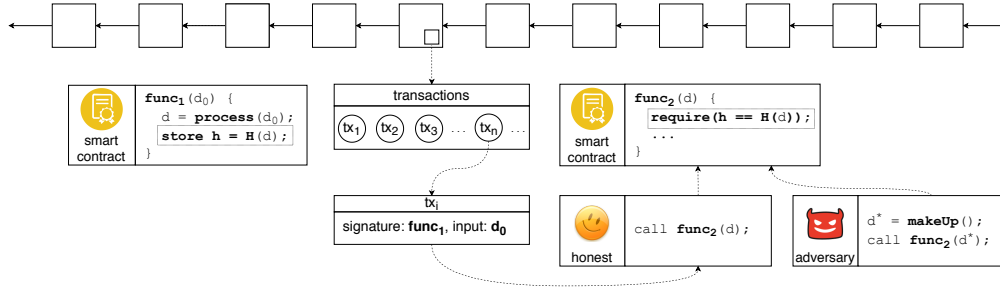 smart
contract
func₁(d₀) {
d = process(d₀);
store h = H(d);
}
transactions
tx₁ tx₂ tx₃ ... txₙ ...
txᵢ
signature: func₁, input: d₀
smart
contract
func₂(d) {
require(h == H(d));
...
}
honest
call func₂(d);
adversary
d* = makeUp();
call func₂(d*);